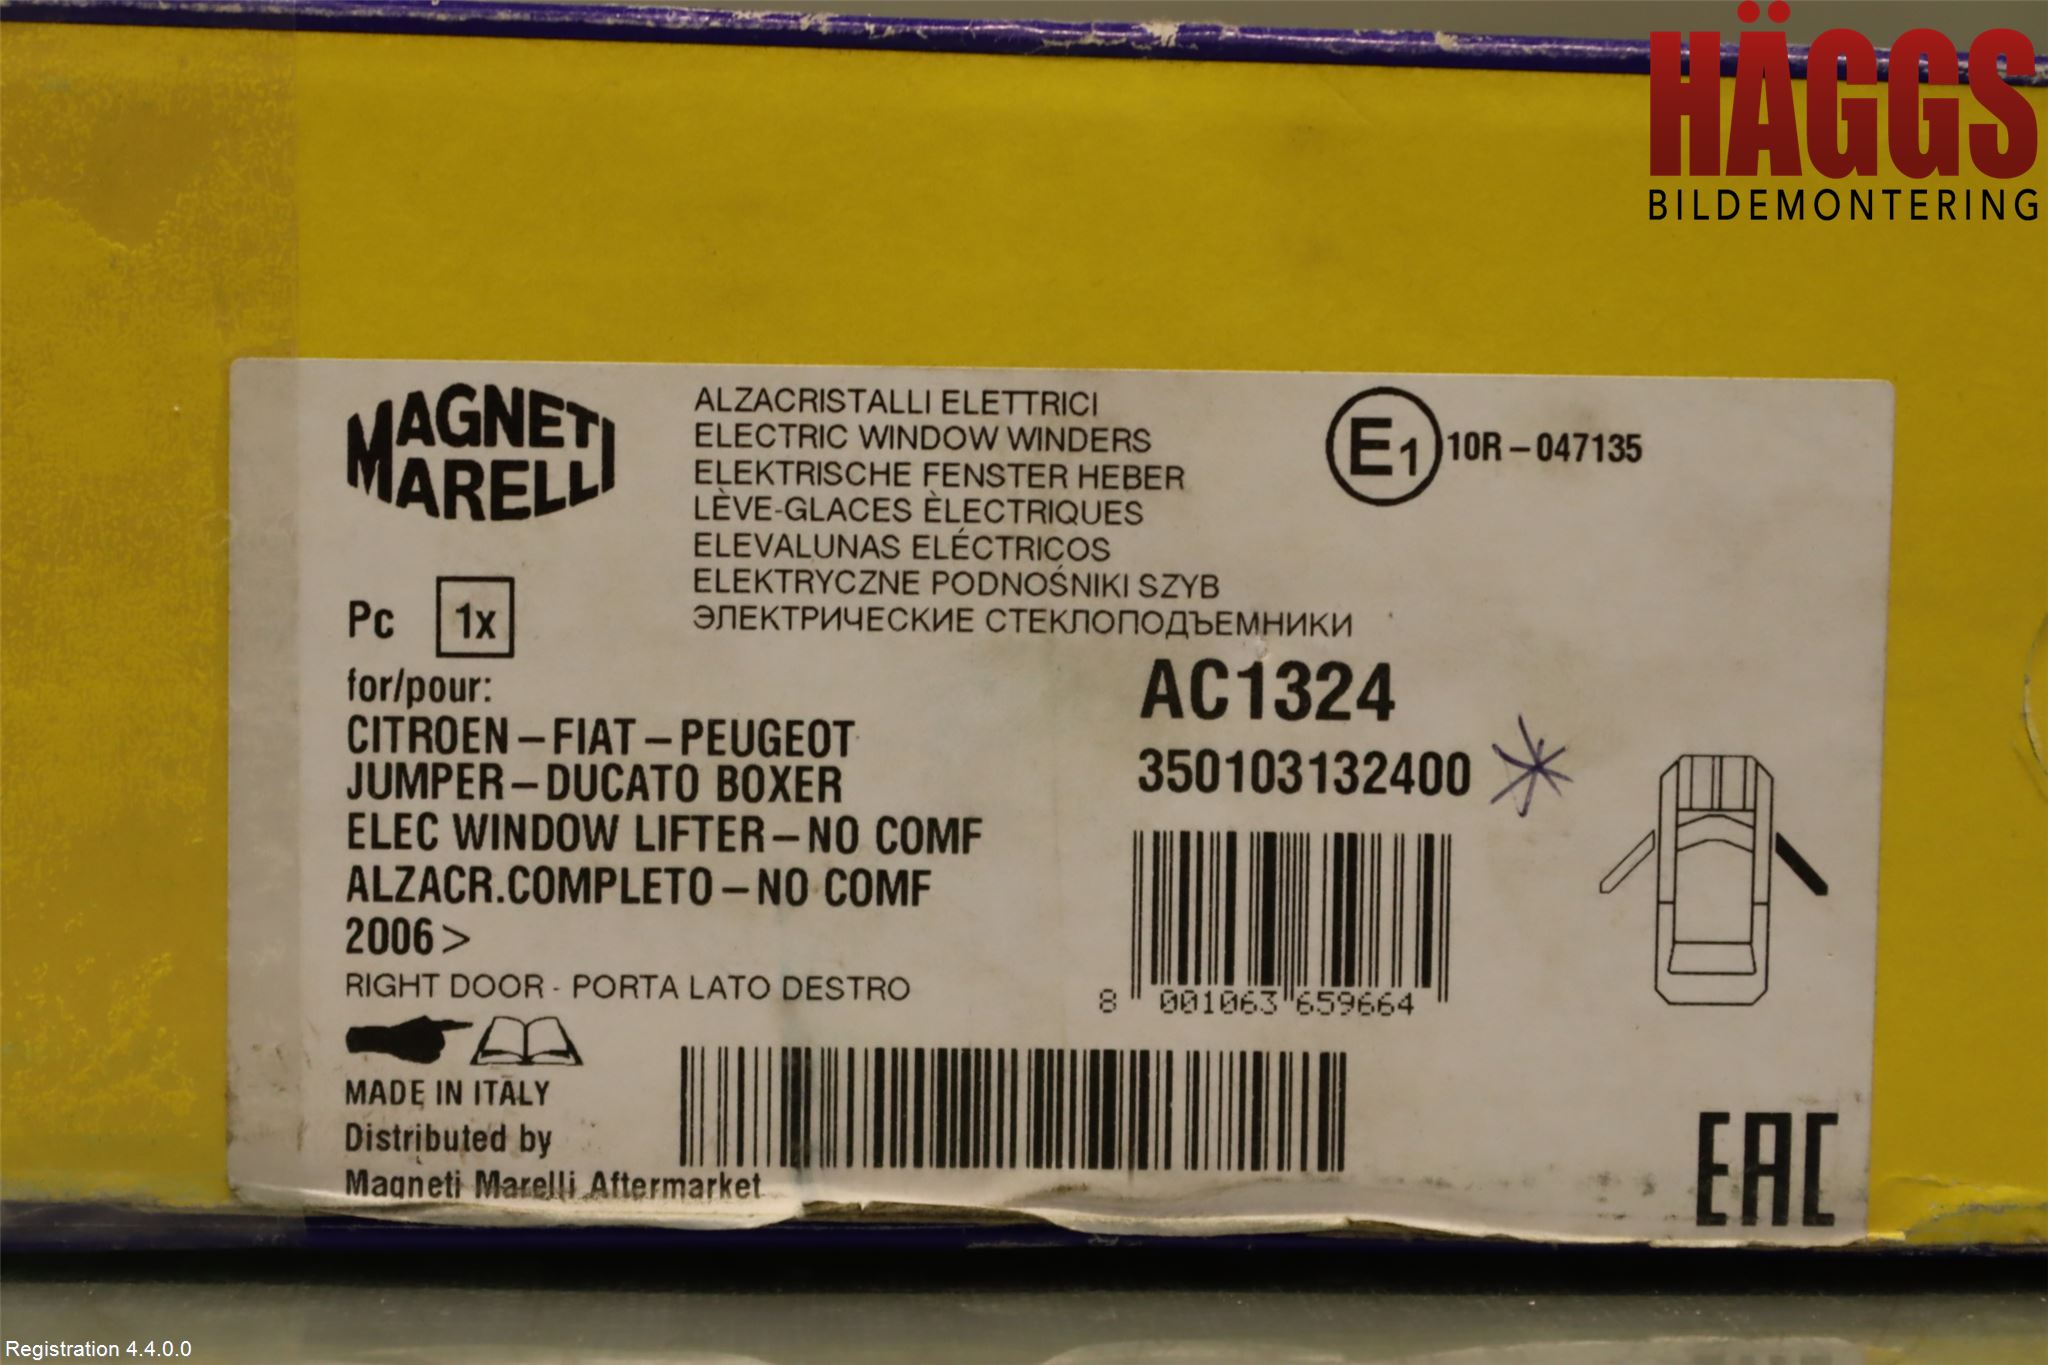 HÄGGS
BILDEMONTERING
MAGNETI
MARELLI
ALZACRISTALLI ELETTRICI
ELECTRIC WINDOW WINDERS
ELEKTRISCHE FENSTER HEBER
LÈVE-GLACES ÈLECTRIQUES
ELEVALUNAS ELÉCTRICOS
ELEKTRYCZNE PODNOŚNIKI SZYB
ЭЛЕКТРИЧЕСКИЕ СТЕКЛОПОДЪЕМНИКИ
E1 10R-047135
Pc 1x
for/pour:
CITROEN-FIAT-PEUGEOT
JUMPER-DUCATO BOXER
ELEC WINDOW LIFTER-NO COMF
ALZACR.COMPLETO-NO COMF
2006>
RIGHT DOOR - PORTA LATO DESTRO
AC1324
350103132400
8 001063 659664
MADE IN ITALY
Distributed by
Magneti Marelli Aftermarket
EAC
Registration 4.4.0.0